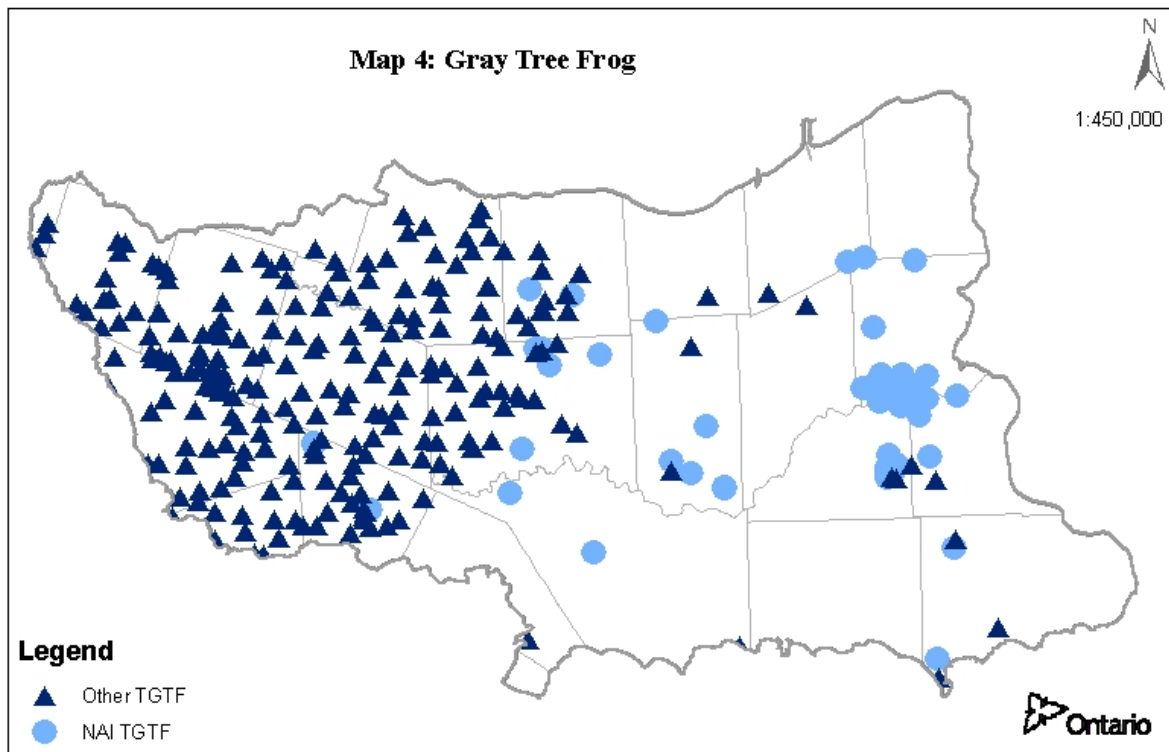 Map 4: Gray Tree Frog
N
1:450,000
Legend
Other TGTF
NAI TGTF
Ontario